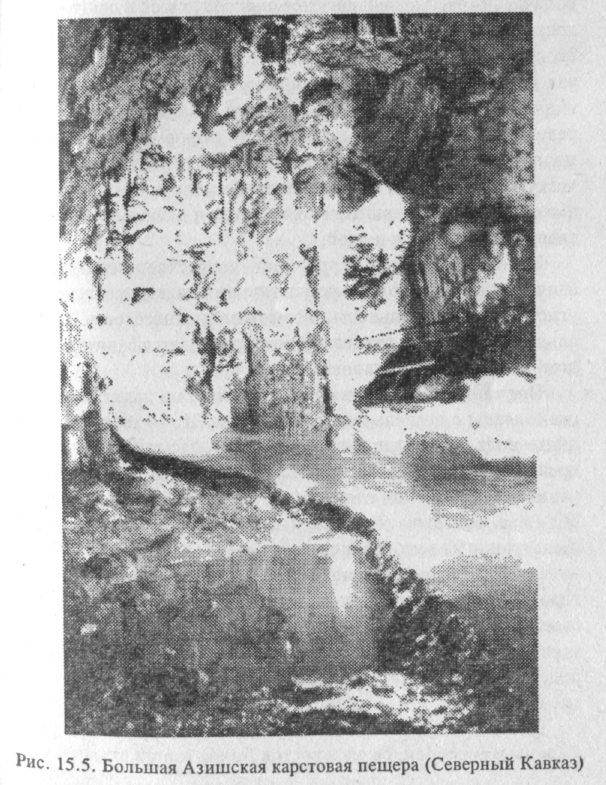 Рис. 15.5. Большая Азишская карстовая пещера (Северный Кавказ)